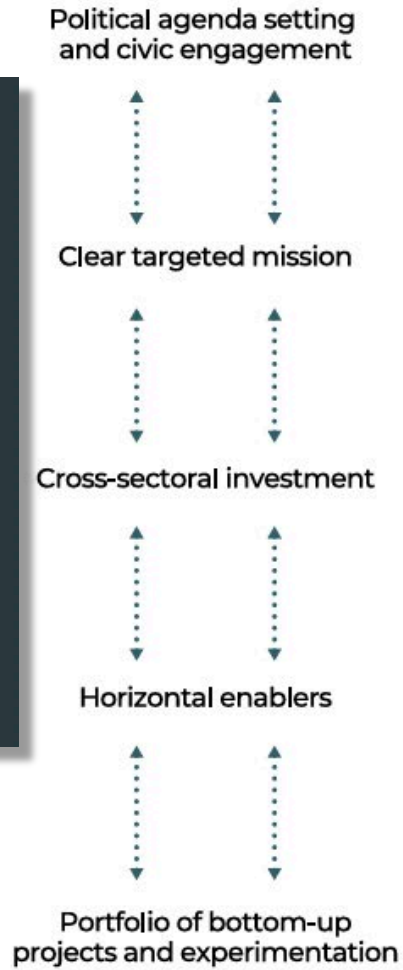 Political agenda setting
and civic engagement
Clear targeted mission
Cross-sectoral investment
Horizontal enablers
Portfolio of bottom-up
projects and experimentation